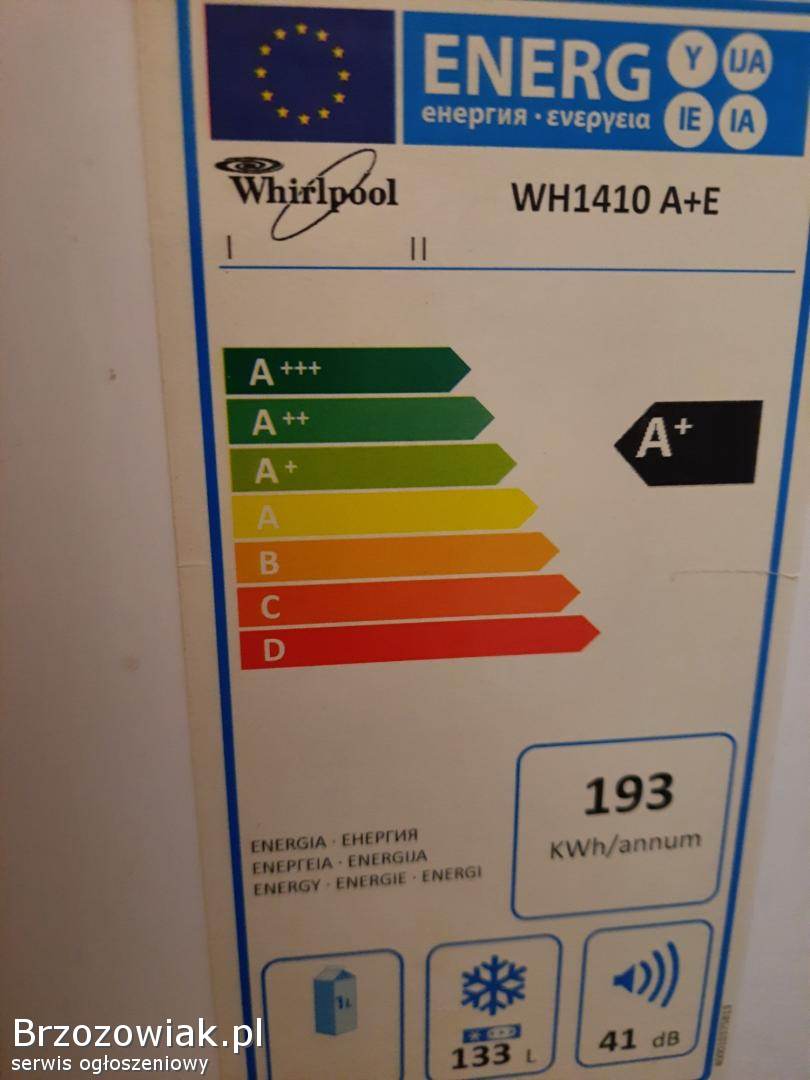 ENERG Y IJA IE IA
енергия · ενεργεια
Whirlpool WH1410 A+E
I II
A+++
A++
A+
A
B
C
D
A+
193
KWh/annum
ENERGIA · ЕНЕРГИЯ
ΕΝΕΡΓΕΙΑ · ENERGIJA
ENERGY · ENERGIE · ENERGI
1L
133 L
41 dB
Brzozowiak.pl
serwis ogłoszeniowy